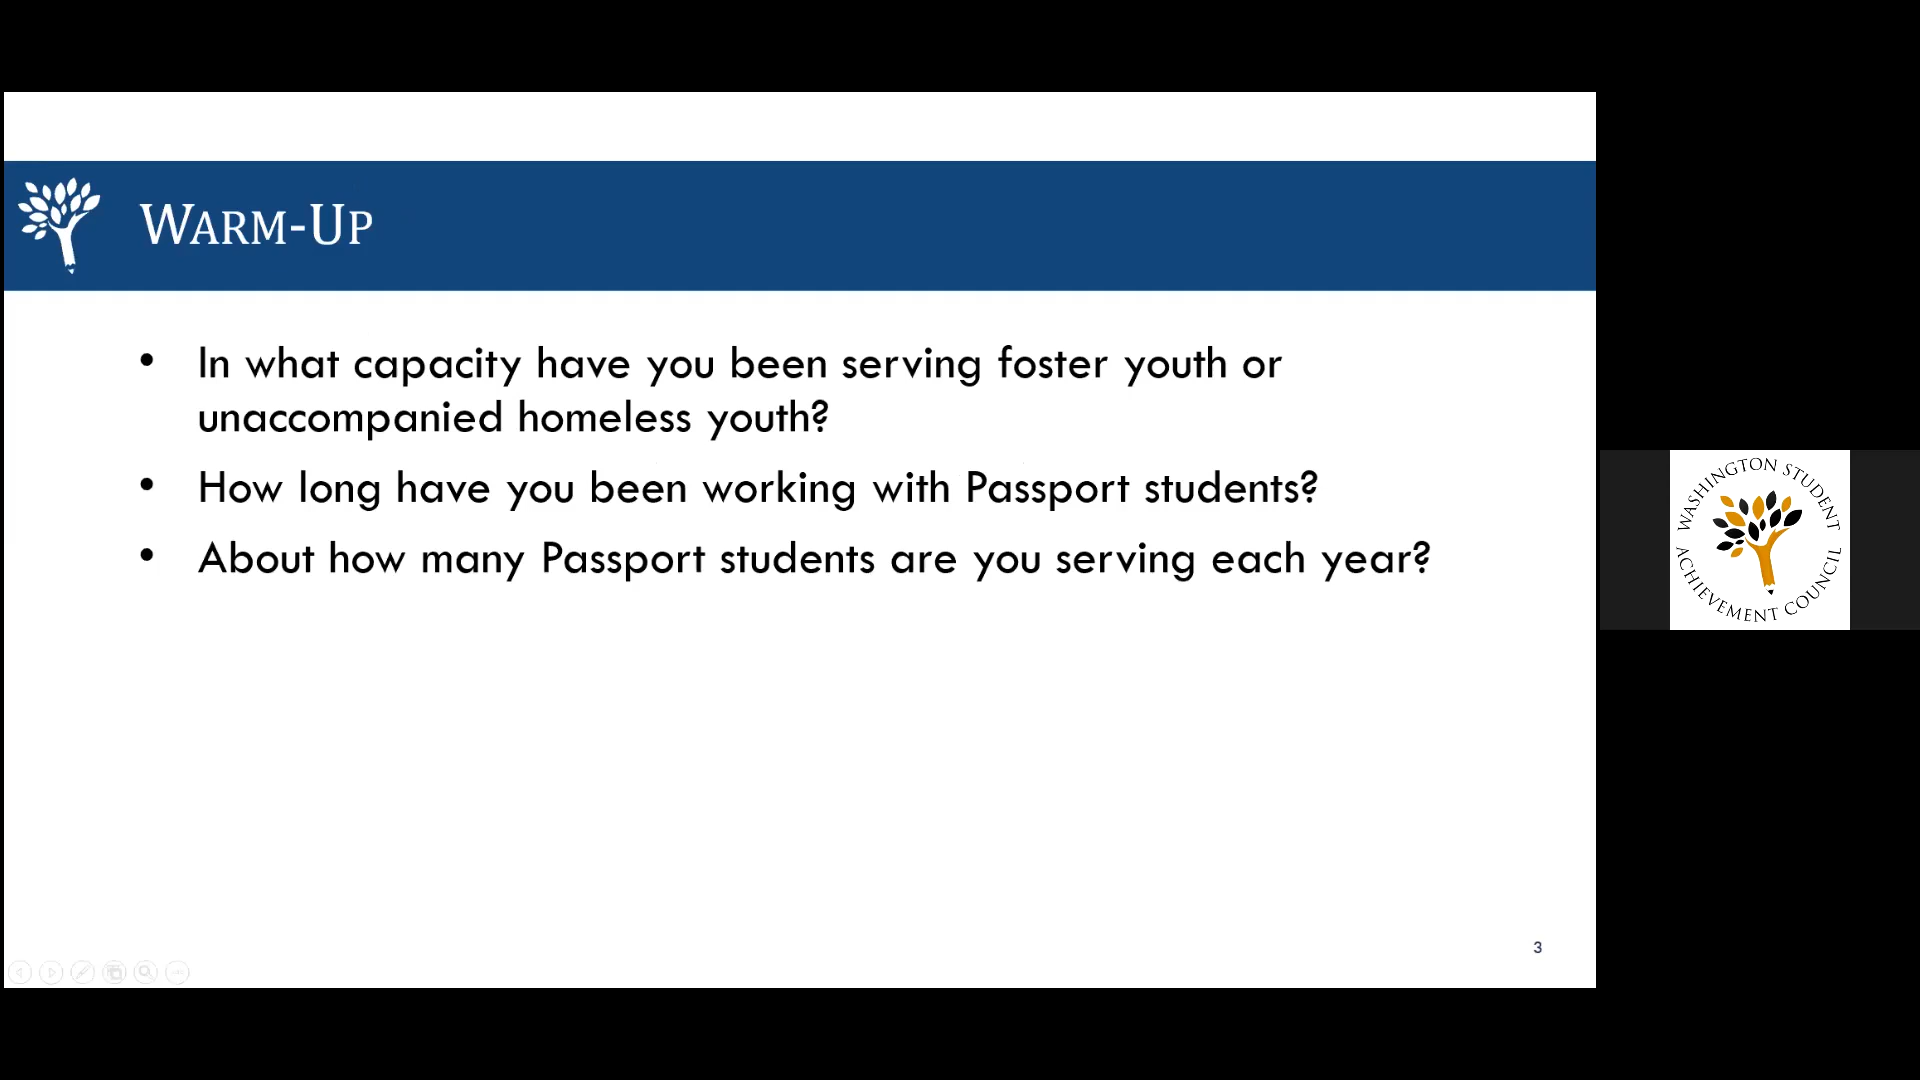 WARM-UP
• In what capacity have you been serving foster youth or
unaccompanied homeless youth?
• How long have you been working with Passport students?
• About how many Passport students are you serving each year?
3
WASHINGTON STUDENT
ACHIEVEMENT COUNCIL